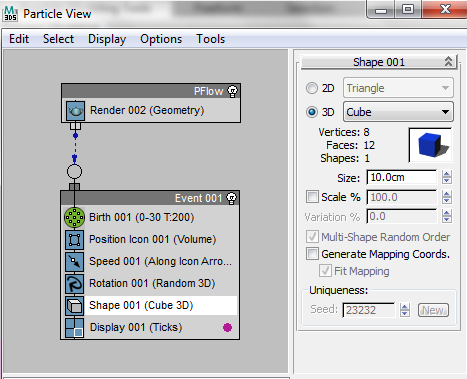 Particle View
Edit Select Display Options Tools
PFlow
Render 002 (Geometry)
Event 001
Birth 001 (0-30 T:200)
Position Icon 001 (Volume)
Speed 001 (Along Icon Arro...
Rotation 001 (Random 3D)
Shape 001 (Cube 3D)
Display 001 (Ticks)
Shape 001
2D Triangle
3D Cube
Vertices: 8
Faces: 12
Shapes: 1
Size: 10.0cm
Scale % 100.0
Variation % 0.0
Multi-Shape Random Order
Generate Mapping Coords.
Fit Mapping
Uniqueness:
Seed: 23232 New